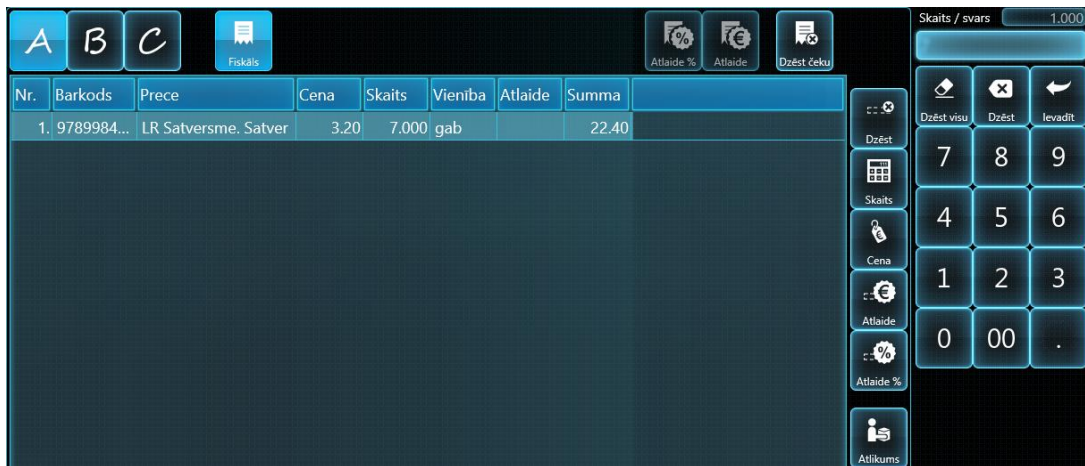 A B C Fiskāls Atlaide % Atlaide Dzēst čeku
Skaits / svars 1.000
Nr. Barkods Prece Cena Skaits Vienība Atlaide Summa
1. 9789984... LR Satversme. Satver 3.20 7.000 gab 22.40
Dzēst
Skaits
Cena
Atlaide
Atlaide %
Atlikums
Dzēst visu Dzēst Ievadīt
7 8 9
4 5 6
1 2 3
0 00 .